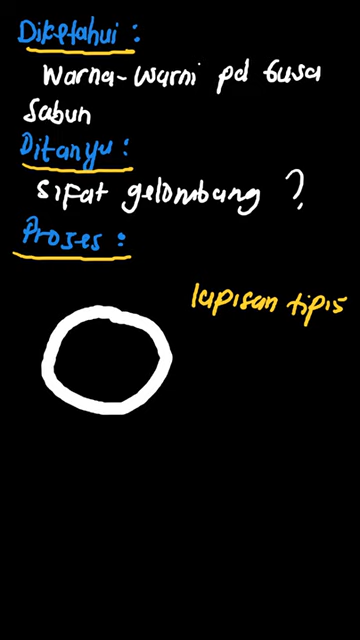 Diketahui :
Warna-Warni pd busa
Sabun
Ditanya :
Sifat gelombang ?
Proses :
lapisan tipis